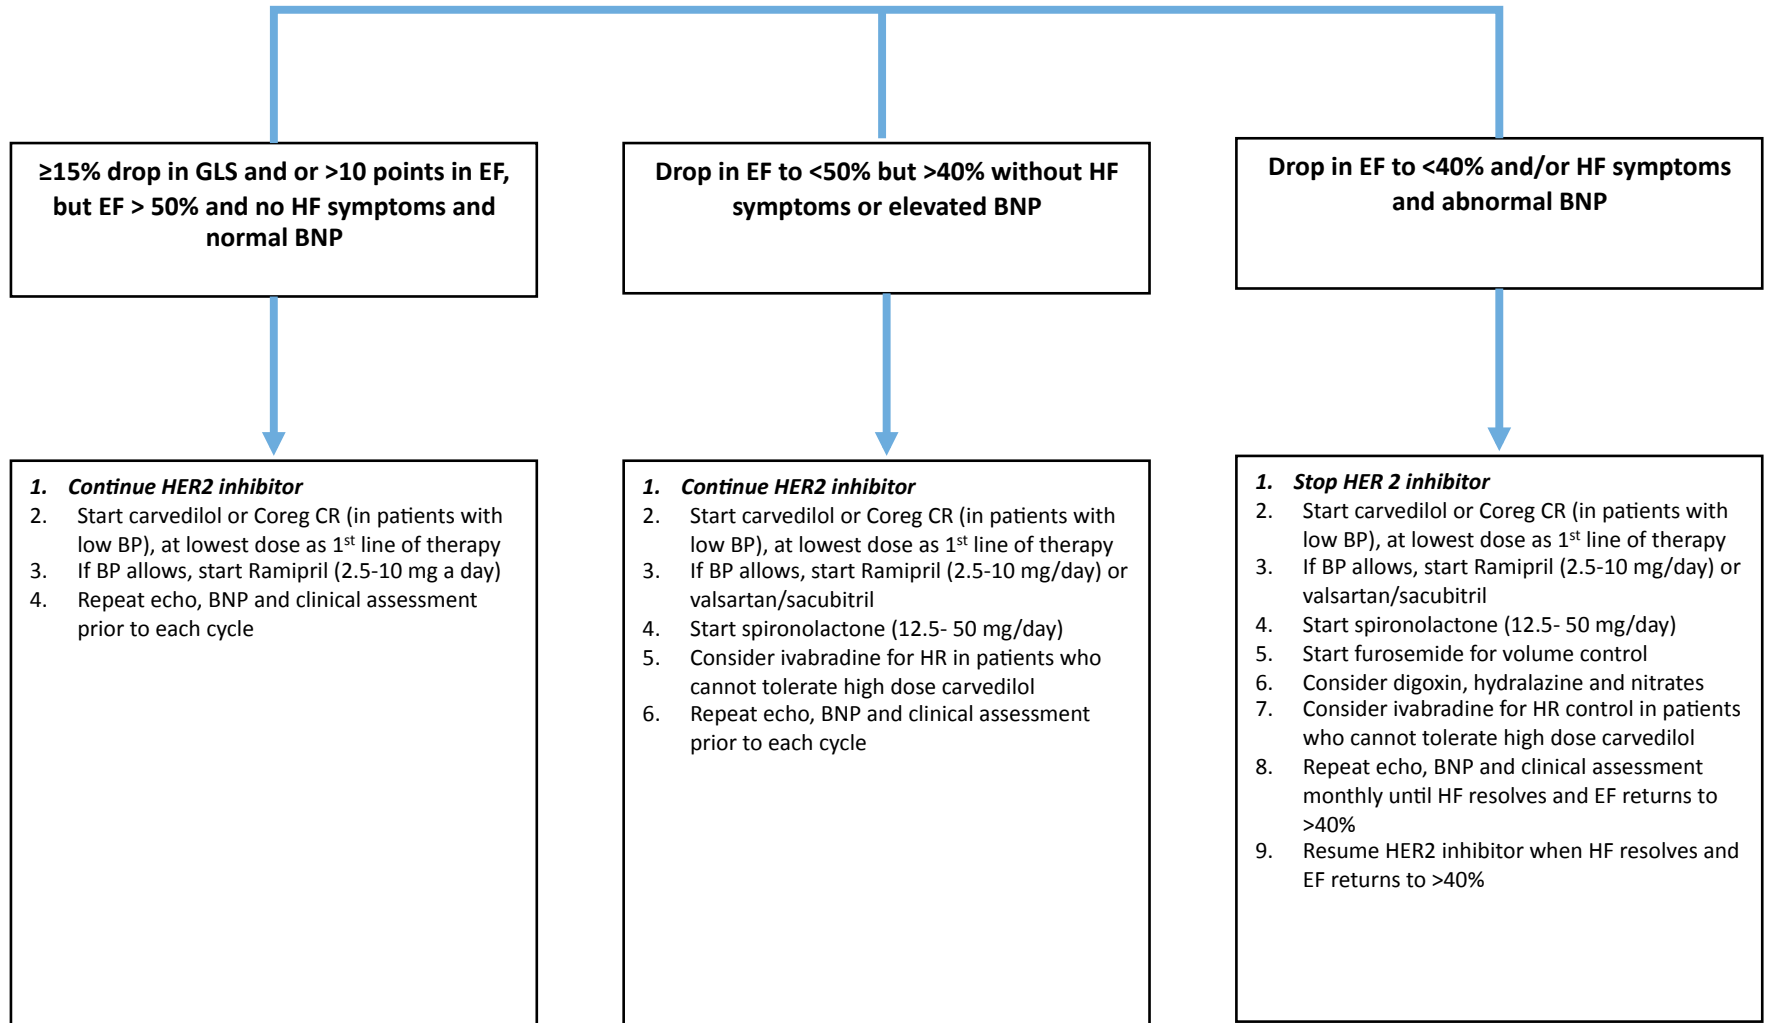 ≥15% drop in GLS and or >10 points in EF,
but EF > 50% and no HF symptoms and
normal BNP
Drop in EF to <50% but >40% without HF
symptoms or elevated BNP
Drop in EF to <40% and/or HF symptoms
and abnormal BNP
1. Continue HER2 inhibitor
2. Start carvedilol or Coreg CR (in patients with
low BP), at lowest dose as 1st line of therapy
3. If BP allows, start Ramipril (2.5-10 mg a day)
4. Repeat echo, BNP and clinical assessment
prior to each cycle
1. Continue HER2 inhibitor
2. Start carvedilol or Coreg CR (in patients with
low BP), at lowest dose as 1st line of therapy
3. If BP allows, start Ramipril (2.5-10 mg/day) or
valsartan/sacubitril
4. Start spironolactone (12.5- 50 mg/day)
5. Consider ivabradine for HR in patients who
cannot tolerate high dose carvedilol
6. Repeat echo, BNP and clinical assessment
prior to each cycle
1. Stop HER 2 inhibitor
2. Start carvedilol or Coreg CR (in patients with
low BP), at lowest dose as 1st line of therapy
3. If BP allows, start Ramipril (2.5-10 mg/day) or
valsartan/sacubitril
4. Start spironolactone (12.5- 50 mg/day)
5. Start furosemide for volume control
6. Consider digoxin, hydralazine and nitrates
7. Consider ivabradine for HR control in patients
who cannot tolerate high dose carvedilol
8. Repeat echo, BNP and clinical assessment
monthly until HF resolves and EF returns to
>40%
9. Resume HER2 inhibitor when HF resolves and
EF returns to >40%